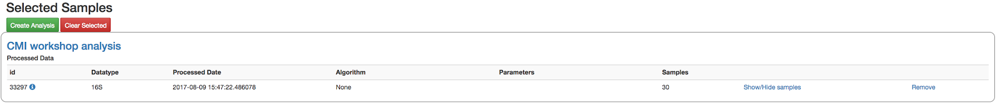 Selected Samples
Create Analysis Clear Selected
CMI workshop analysis
Processed Data
id Datatype Processed Date Algorithm Parameters Samples
33297 16S 2017-08-09 15:47:22.486078 None 30 Show/Hide samples Remove